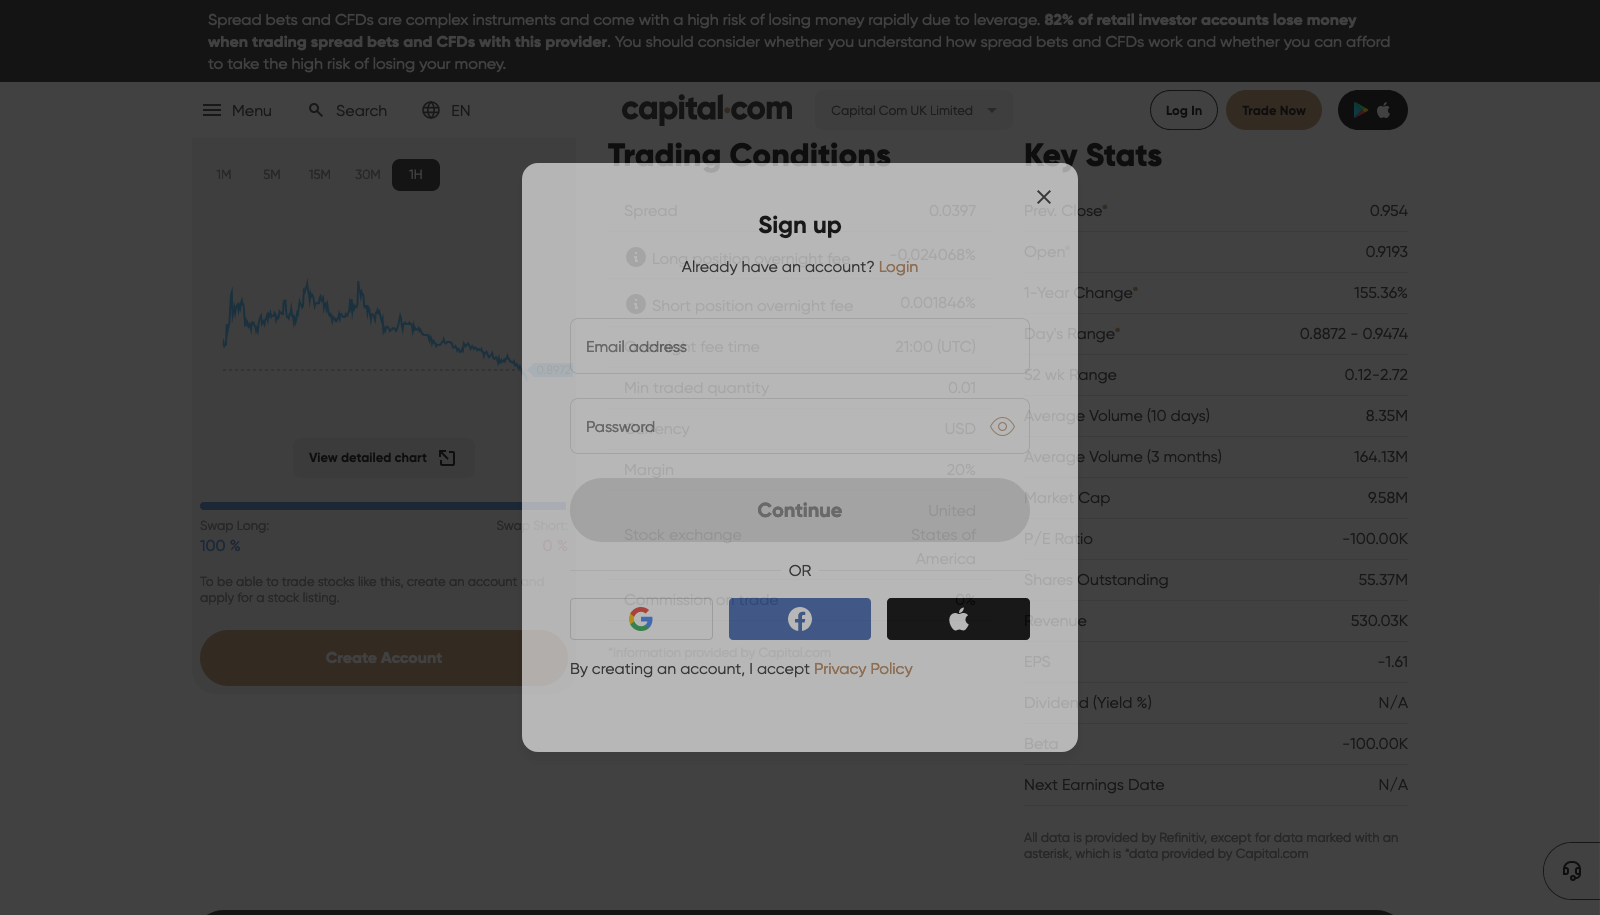 Spread bets and CFDs are complex instruments and come with a high risk of losing money rapidly due to leverage. 82% of retail investor accounts lose money
when trading spread bets and CFDs with this provider. You should consider whether you understand how spread bets and CFDs work and whether you can afford
to take the high risk of losing your money.
Menu
Search
EN
capital.com
Capital Com UK Limited
Log In
Trade Now
1M 5M 15M 30M 1H
0.8972
View detailed chart
Swap Long:
Swap Short:
100 %
0 %
To be able to trade stocks like this, create an account and
apply for a stock listing.
Create Account
Trading Conditions
Spread 0.0397
Long position overnight fee -0.024068%
Short position overnight fee 0.001846%
Overnight fee time 21:00 (UTC)
Min traded quantity 0.01
Currency USD
Margin 20%
Stock exchange United
States of
America
Commission on trade 0%
*Information provided by Capital.com
Sign up
Already have an account? Login
Email address
Password
Continue
OR
By creating an account, I accept Privacy Policy
Key Stats
Prev. Close* 0.954
Open* 0.9193
1-Year Change* 155.36%
Day's Range* 0.8872 - 0.9474
52 wk Range 0.12-2.72
Average Volume (10 days) 8.35M
Average Volume (3 months) 164.13M
Market Cap 9.58M
P/E Ratio -100.00K
Shares Outstanding 55.37M
Revenue 530.03K
EPS -1.61
Dividend (Yield %) N/A
Beta -100.00K
Next Earnings Date N/A
All data is provided by Refinitiv, except for data marked with an
asterisk, which is *data provided by Capital.com